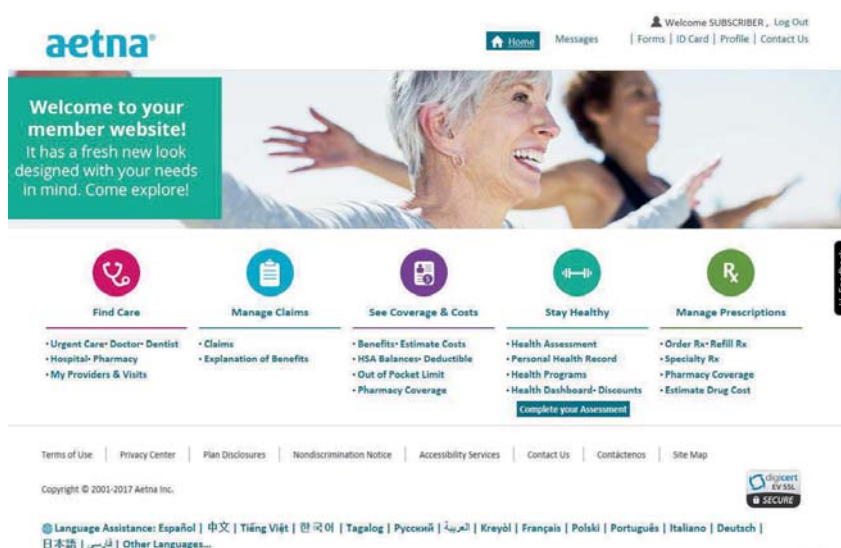 Welcome SUBSCRIBER , Log Out
aetna®
Home Messages | Forms | ID Card | Profile | Contact Us
Welcome to your
member website!
It has a fresh new look
designed with your needs
in mind. Come explore!
Find Care
• Urgent Care• Doctor• Dentist
• Hospital• Pharmacy
• My Providers & Visits
Manage Claims
• Claims
• Explanation of Benefits
See Coverage & Costs
• Benefits• Estimate Costs
• HSA Balances• Deductible
• Out of Pocket Limit
• Pharmacy Coverage
Stay Healthy
• Health Assessment
• Personal Health Record
• Health Programs
• Health Dashboard• Discounts
Complete your Assessment
Rx
Manage Prescriptions
• Order Rx• Refill Rx
• Specialty Rx
• Pharmacy Coverage
• Estimate Drug Cost
Terms of Use | Privacy Center | Plan Disclosures | Nondiscrimination Notice | Accessibility Services | Contact Us | Contáctenos | Site Map
Copyright © 2001-2017 Aetna Inc.
digicert
EV SSL
SECURE
Language Assistance: Español | 中文 | Tiếng Việt | 한국어 | Tagalog | Русский | العربية | Kreyòl | Français | Polski | Português | Italiano | Deutsch |
日本語 | فارسی | Other Languages...